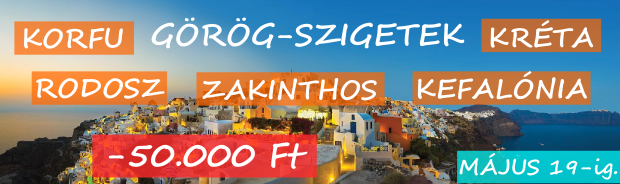 KORFU GÖRÖG-SZIGETEK KRÉTA
RODOSZ ZAKINTHOS KEFALÓNIA
-50.000 Ft
MÁJUS 19-ig.